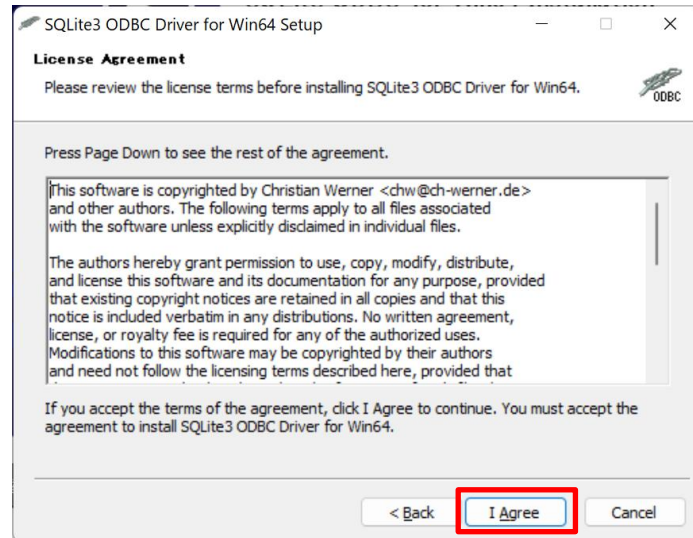 SQLite3 ODBC Driver for Win64 Setup
License Agreement
Please review the license terms before installing SQLite3 ODBC Driver for Win64.
ODBC
Press Page Down to see the rest of the agreement.
This software is copyrighted by Christian Werner <chw@ch-werner.de>
and other authors. The following terms apply to all files associated
with the software unless explicitly disclaimed in individual files.
The authors hereby grant permission to use, copy, modify, distribute,
and license this software and its documentation for any purpose, provided
that existing copyright notices are retained in all copies and that this
notice is included verbatim in any distributions. No written agreement,
license, or royalty fee is required for any of the authorized uses.
Modifications to this software may be copyrighted by their authors
and need not follow the licensing terms described here, provided that
If you accept the terms of the agreement, click I Agree to continue. You must accept the
agreement to install SQLite3 ODBC Driver for Win64.
< Back
I Agree
Cancel